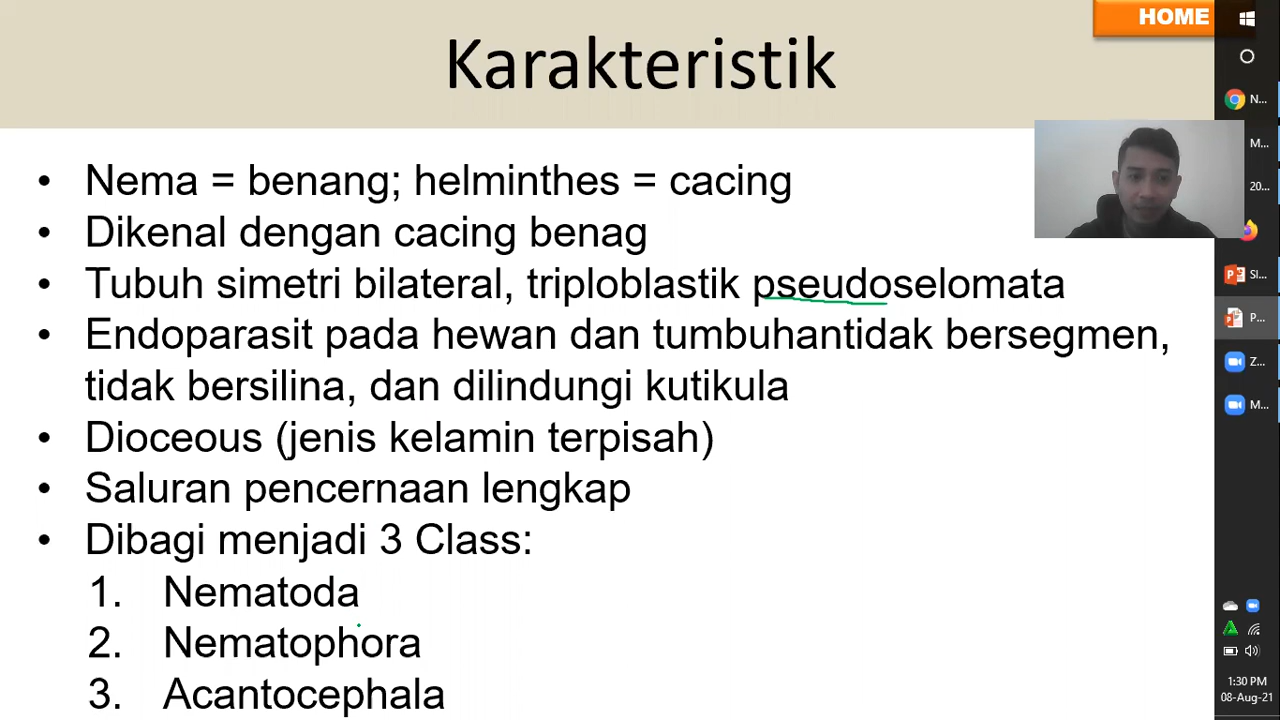 HOME
Karakteristik
• Nema = benang; helminthes = cacing
• Dikenal dengan cacing benag
• Tubuh simetri bilateral, triploblastik pseudoselomata
• Endoparasit pada hewan dan tumbuhantidak bersegmen,
tidak bersilina, dan dilindungi kutikula
• Dioceous (jenis kelamin terpisah)
• Saluran pencernaan lengkap
• Dibagi menjadi 3 Class:
1. Nematoda
2. Nematophora
3. Acantocephala
N...
M...
20...
Sl...
P...
Z...
M...
1:30 PM
08-Aug-21